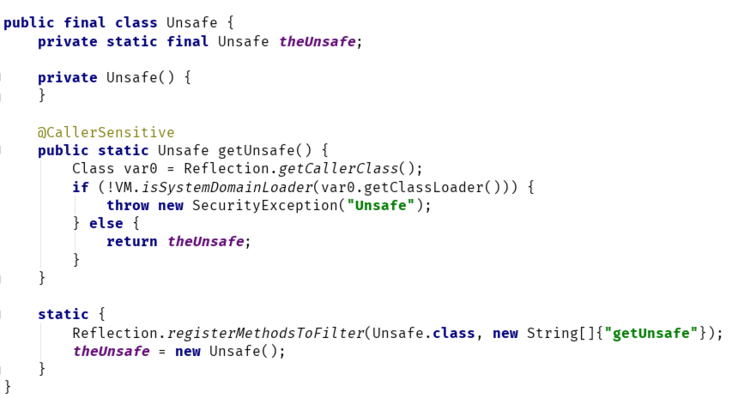 public final class Unsafe {
    private static final Unsafe theUnsafe;
    private Unsafe() {
    }
    @CallerSensitive
    public static Unsafe getUnsafe() {
        Class var0 = Reflection.getCallerClass();
        if (!VM.isSystemDomainLoader(var0.getClassLoader())) {
            throw new SecurityException("Unsafe");
        } else {
            return theUnsafe;
        }
    }
    static {
        Reflection.registerMethodsToFilter(Unsafe.class, new String[]{"getUnsafe"});
        theUnsafe = new Unsafe();
    }
}